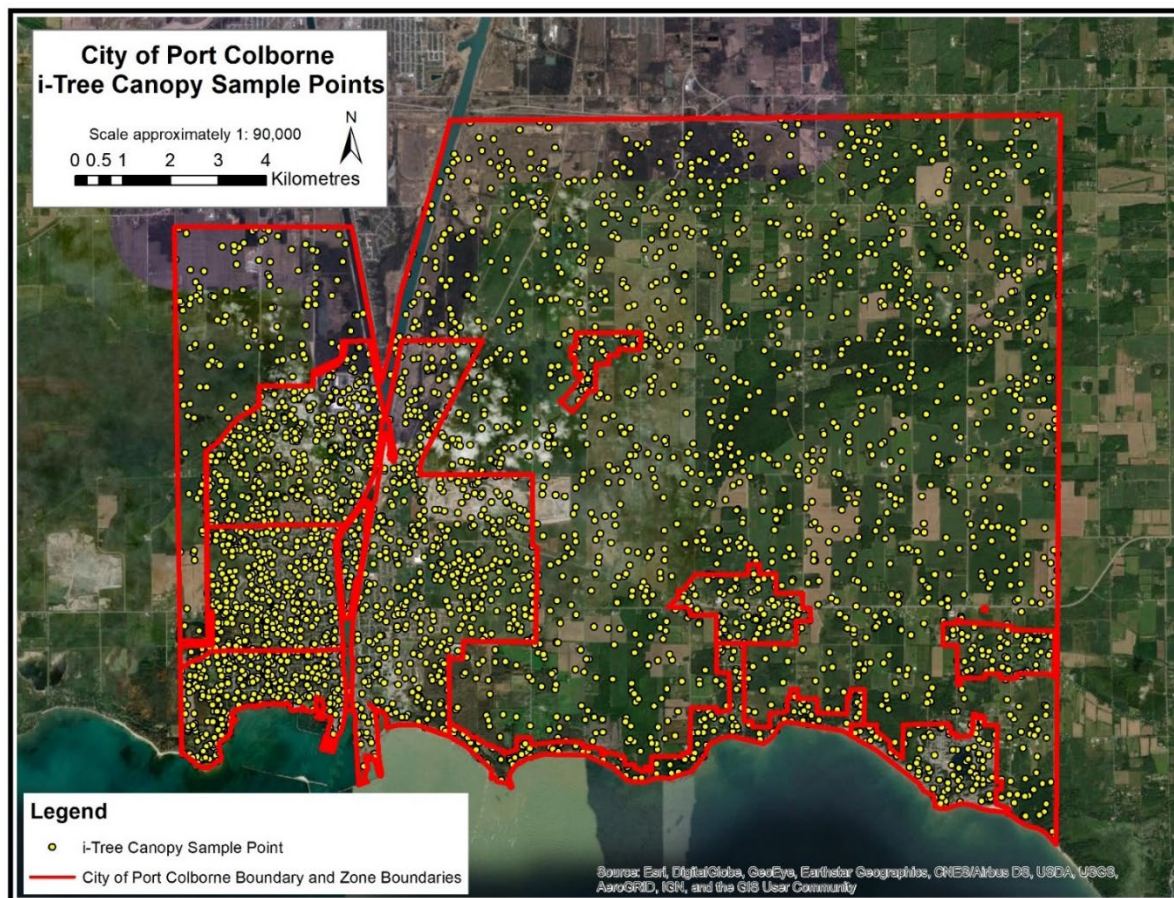 City of Port Colborne
i-Tree Canopy Sample Points
Scale approximately 1: 90,000
N
0 0.5 1 2 3 4
Kilometres
Legend
i-Tree Canopy Sample Point
City of Port Colborne Boundary and Zone Boundaries
Source: Esri, DigitalGlobe, GeoEye, Earthstar Geographics, CNES/Airbus DS, USDA, USGS,
AeroGRID, IGN, and the GIS User Community